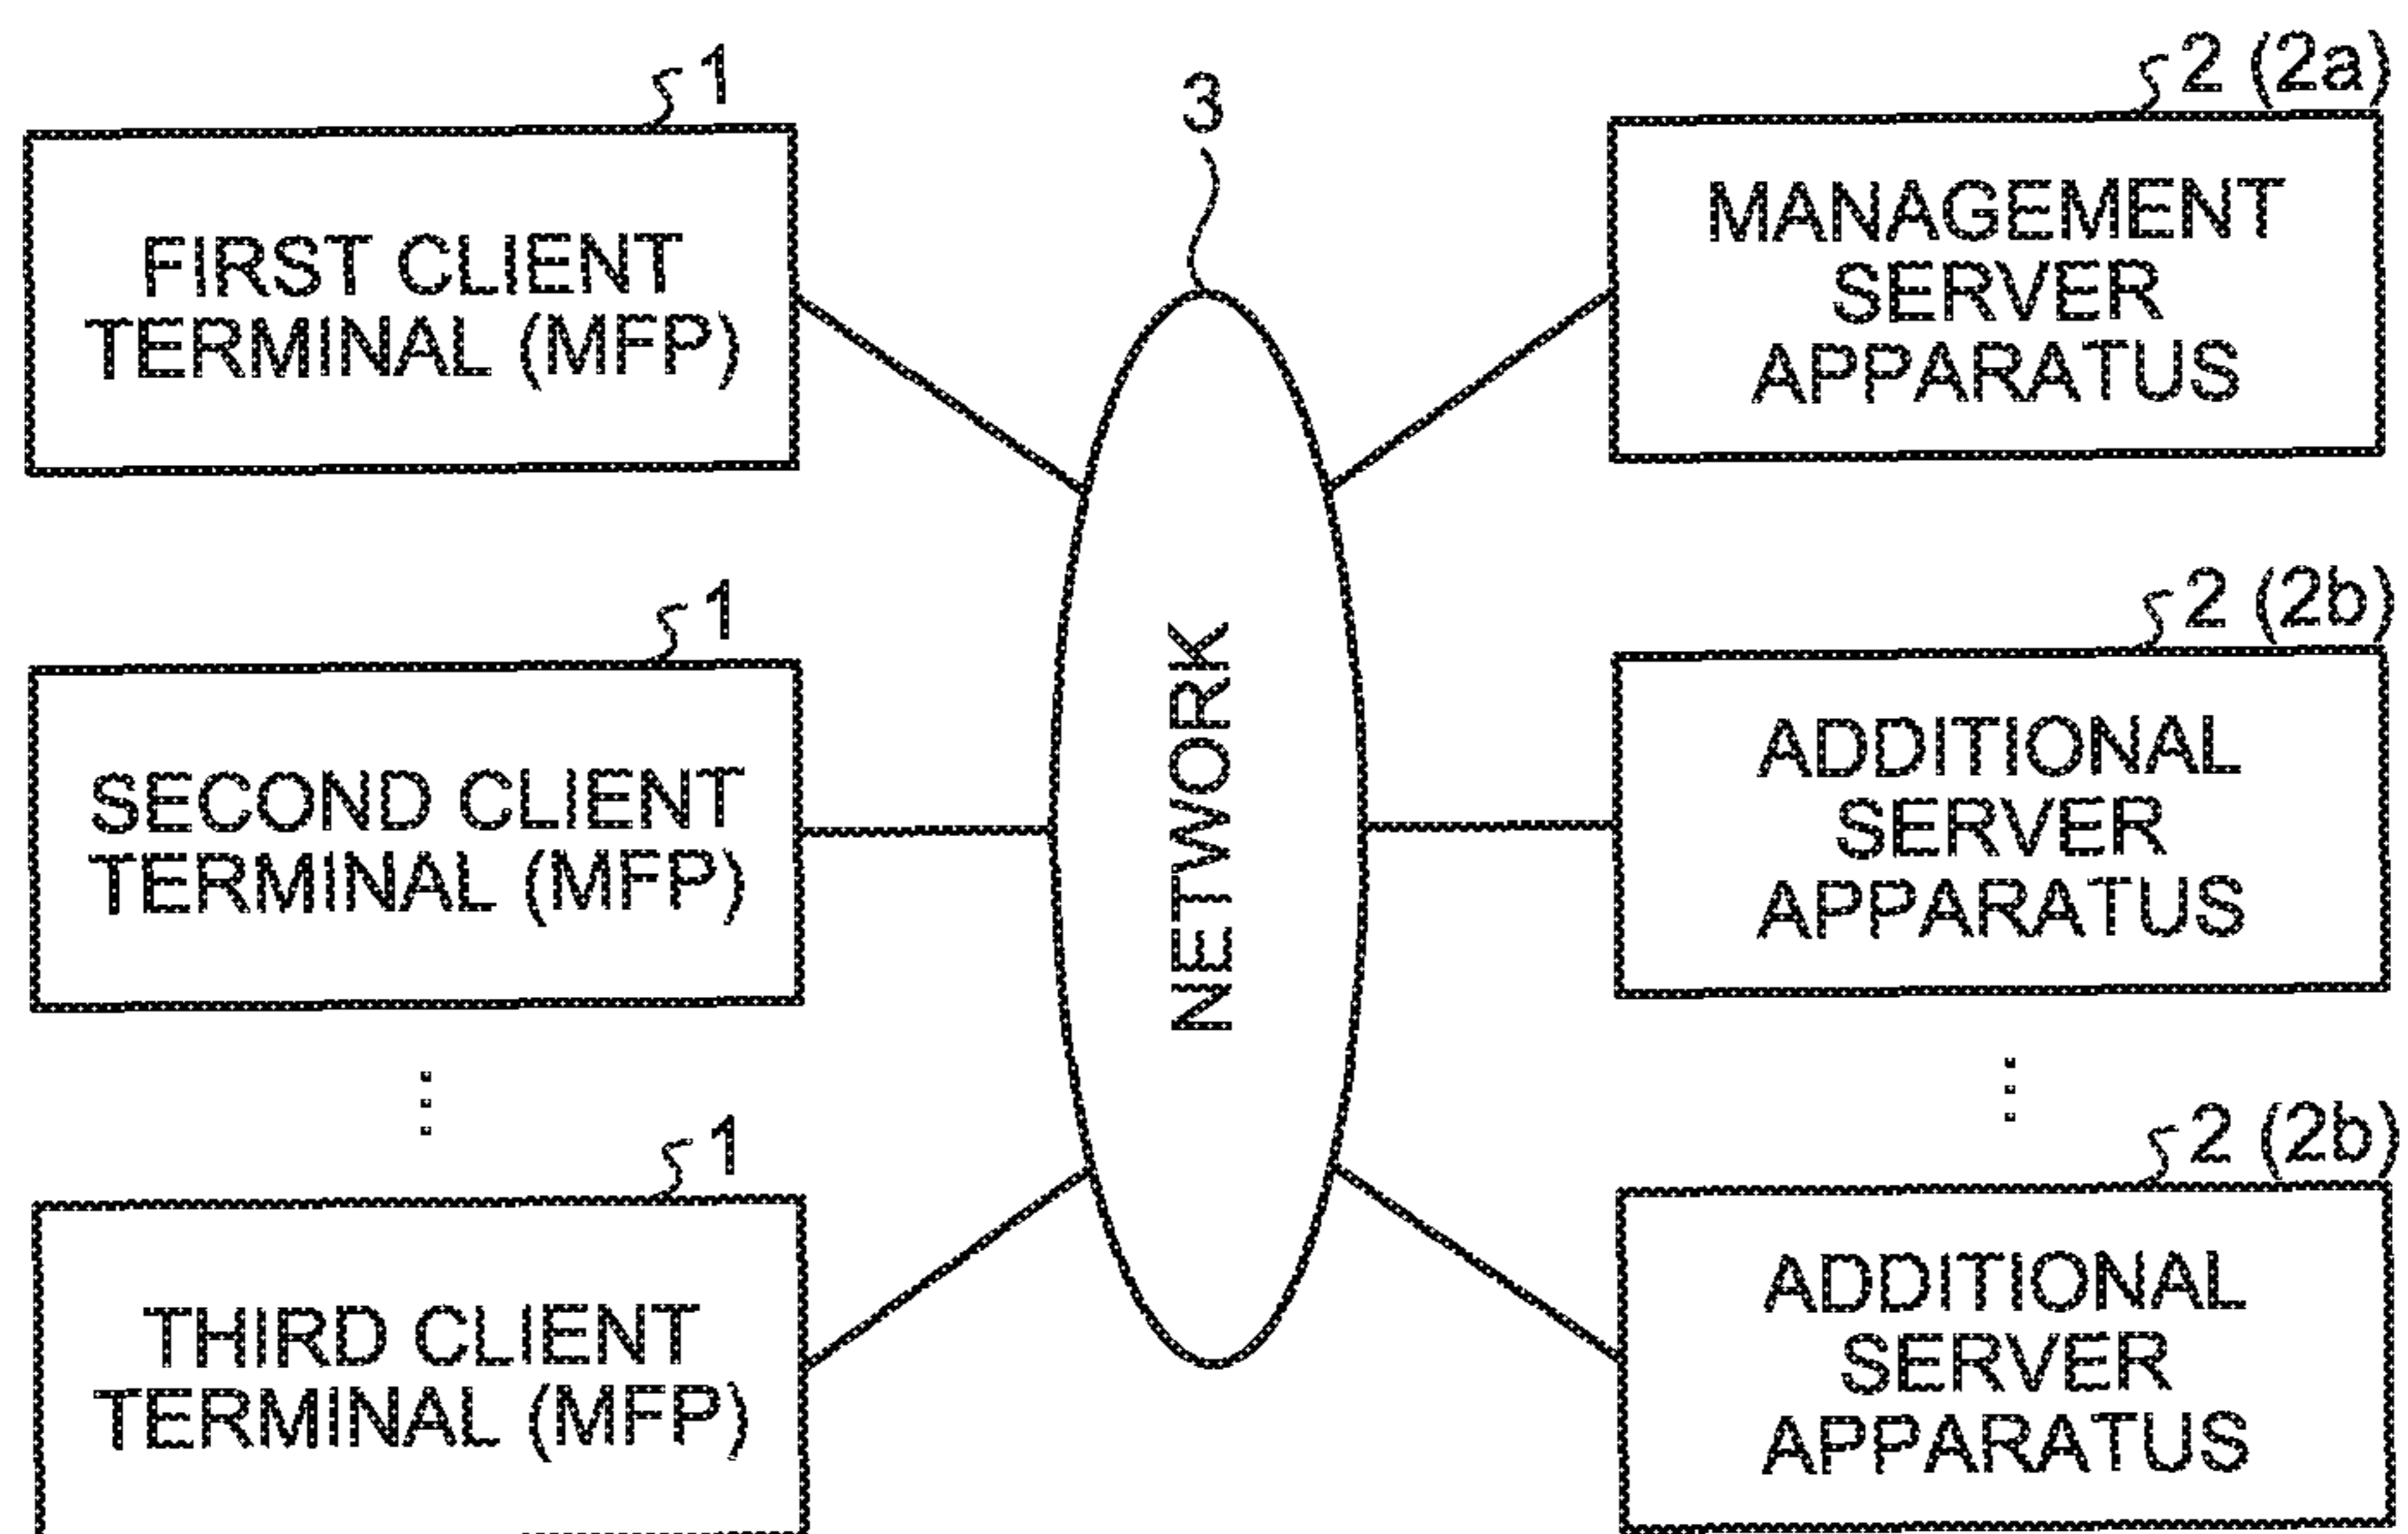 1
FIRST CLIENT
TERMINAL (MFP)
1
SECOND CLIENT
TERMINAL (MFP)
1
THIRD CLIENT
TERMINAL (MFP)
3
NETWORK
2 (2a)
MANAGEMENT
SERVER
APPARATUS
2 (2b)
ADDITIONAL
SERVER
APPARATUS
2 (2b)
ADDITIONAL
SERVER
APPARATUS